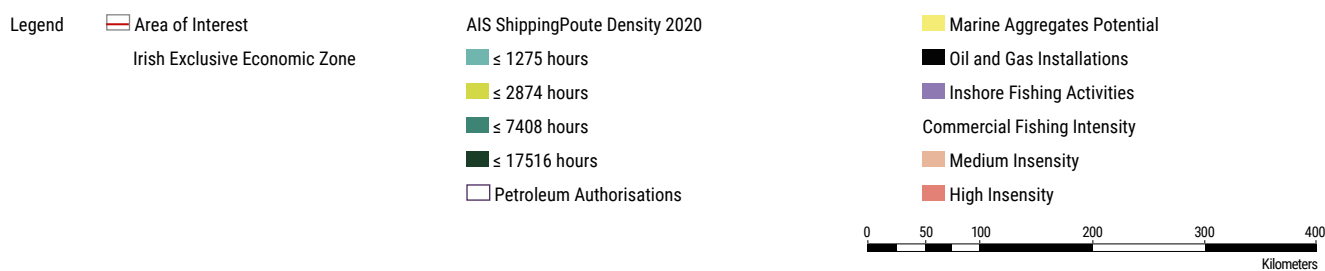 Legend
Area of Interest
Irish Exclusive Economic Zone
AIS ShippingPoute Density 2020
≤ 1275 hours
≤ 2874 hours
≤ 7408 hours
≤ 17516 hours
Petroleum Authorisations
Marine Aggregates Potential
Oil and Gas Installations
Inshore Fishing Activities
Commercial Fishing Intensity
Medium Insensity
High Insensity
0 50 100 200 300 400
Kilometers